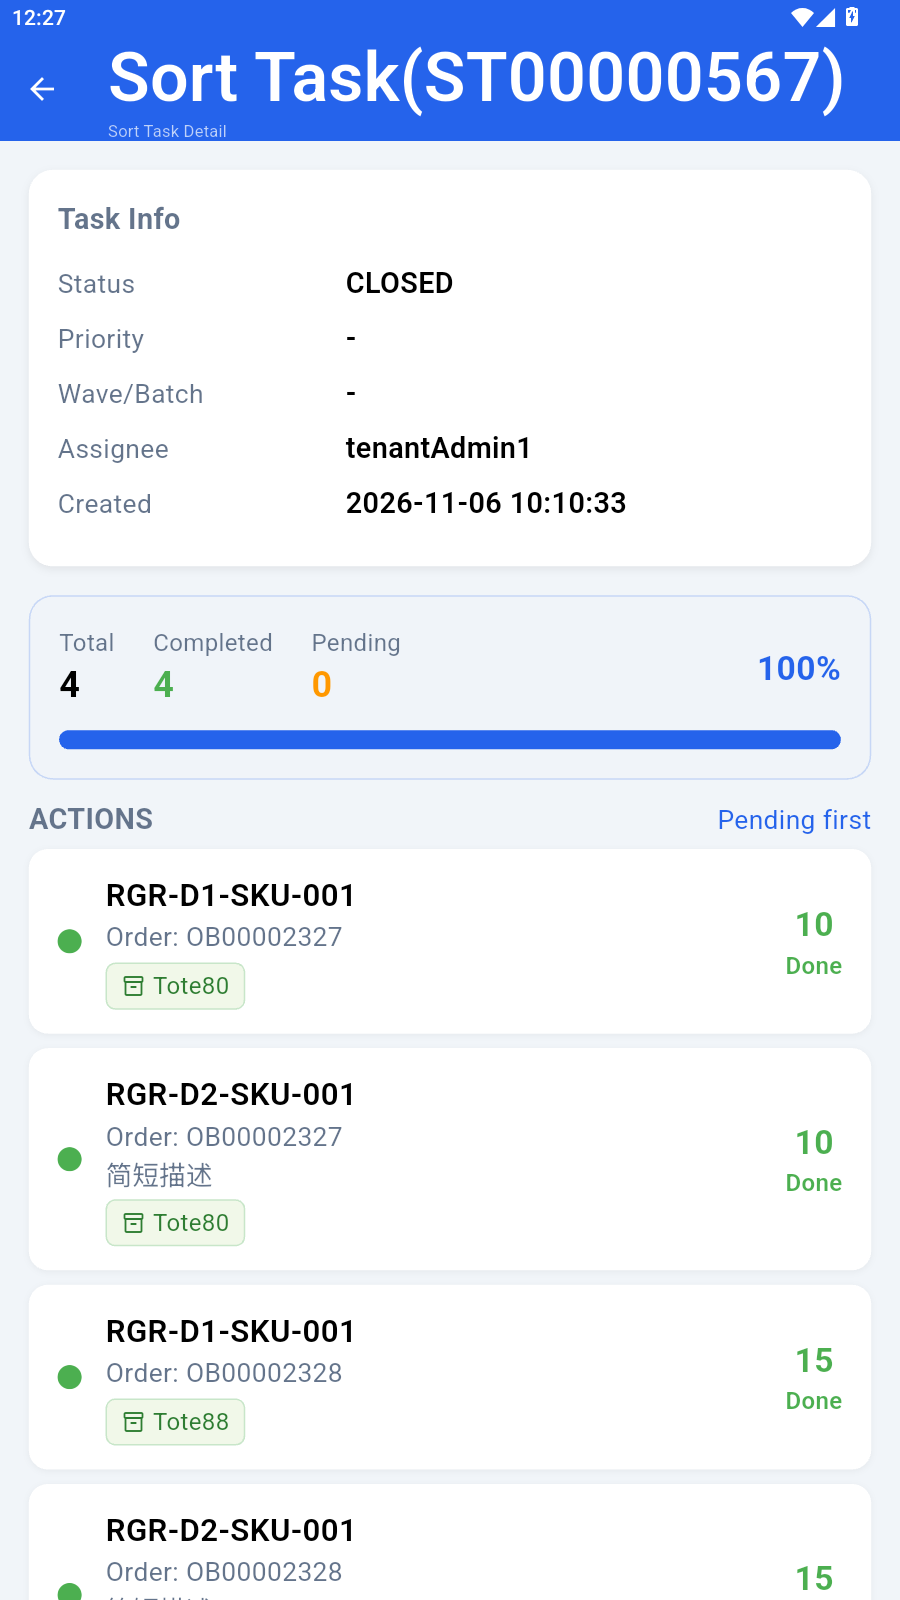 12:27
Sort Task(ST00000567)
Sort Task Detail
Task Info
Status CLOSED
Priority -
Wave/Batch -
Assignee tenantAdmin1
Created 2026-11-06 10:10:33
Total Completed Pending
4 4 0
100%
ACTIONS Pending first
RGR-D1-SKU-001
Order: OB00002327
Tote80
10
Done
RGR-D2-SKU-001
Order: OB00002327
简短描述
Tote80
10
Done
RGR-D1-SKU-001
Order: OB00002328
Tote88
15
Done
RGR-D2-SKU-001
Order: OB00002328
15